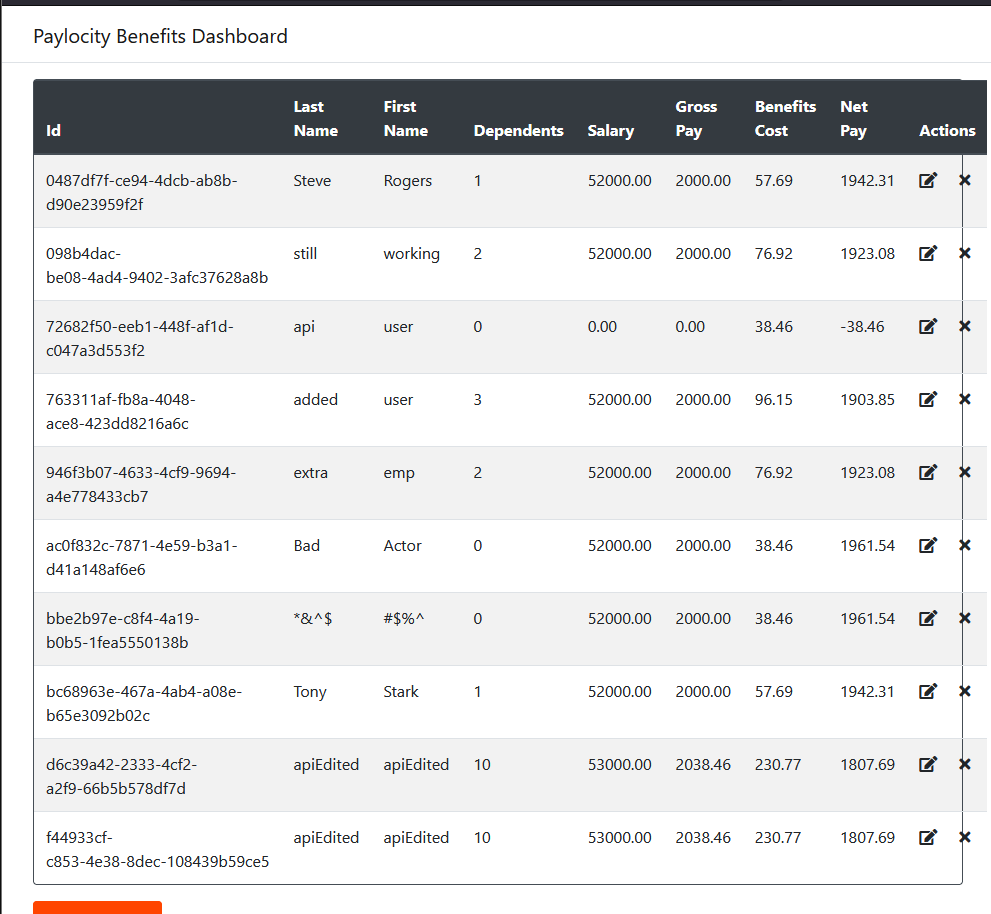 Paylocity Benefits Dashboard
Id Last Name First Name Dependents Salary Gross Pay Benefits Cost Net Pay Actions
0487df7f-ce94-4dcb-ab8b- Steve Rogers 1 52000.00 2000.00 57.69 1942.31
d90e23959f2f
098b4dac- still working 2 52000.00 2000.00 76.92 1923.08
be08-4ad4-9402-3afc37628a8b
72682f50-eeb1-448f-af1d- api user 0 0.00 0.00 38.46 -38.46
c047a3d553f2
763311af-fb8a-4048- added user 3 52000.00 2000.00 96.15 1903.85
ace8-423dd8216a6c
946f3b07-4633-4cf9-9694- extra emp 2 52000.00 2000.00 76.92 1923.08
a4e778433cb7
ac0f832c-7871-4e59-b3a1- Bad Actor 0 52000.00 2000.00 38.46 1961.54
d41a148af6e6
bbe2b97e-c8f4-4a19- *&^$ #$%^ 0 52000.00 2000.00 38.46 1961.54
b0b5-1fea5550138b
bc68963e-467a-4ab4-a08e- Tony Stark 1 52000.00 2000.00 57.69 1942.31
b65e3092b02c
d6c39a42-2333-4cf2- apiEdited apiEdited 10 53000.00 2038.46 230.77 1807.69
a2f9-66b5b578df7d
f44933cf- apiEdited apiEdited 10 53000.00 2038.46 230.77 1807.69
c853-4e38-8dec-108439b59ce5